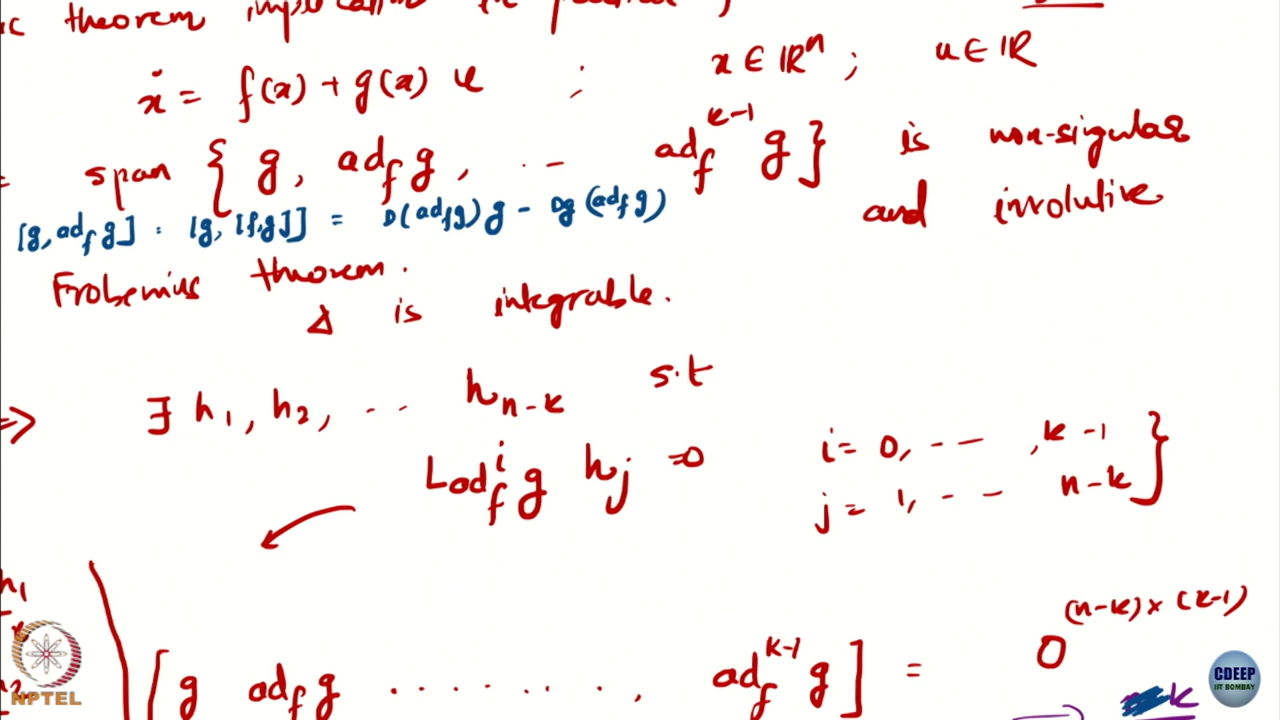 theorem
ẋ = f(x) + g(x) u ; x ∈ ℝⁿ ; u ∈ ℝ
= span { g, ad_f g, .. ad_f^{k-1} g } is non-singular
and involutive
[g, ad_f g] = [g, [f,g]] = D(ad_f g) g - Dg (ad_f g)
Frobenius theorem.
Δ is integrable.
⇒ ∃ h₁, h₂, .. h_{n-k} s.t
L_{ad_f^i g} h_j = 0 i = 0, -- -- , k-1 }
j = 1, - - - n-k
h₁
[ g ad_f g . . . . . . . . , ad_f^{k-1} g ] = 0^{(n-k)×(k-1)}
k
NPTEL
CDEEP
IIT BOMBAY